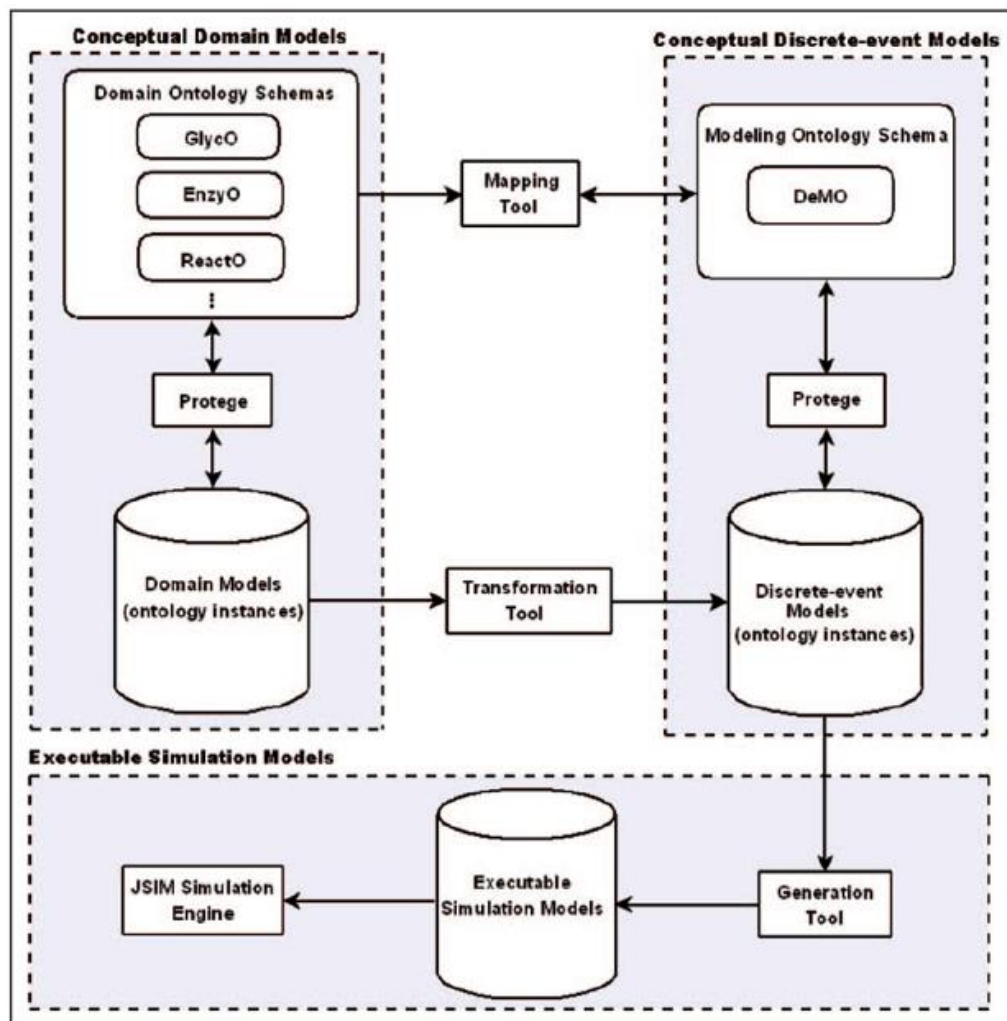 Conceptual Domain Models
Conceptual Discrete-event Models
Domain Ontology Schemas
GlycO
EnzyO
ReactO
⋮
Mapping
Tool
Modeling Ontology Schema
DeMO
Protege
Protege
Domain Models
(ontology instances)
Transformation
Tool
Discrete-event
Models
(ontology instances)
Executable Simulation Models
JSIM Simulation
Engine
Executable
Simulation Models
Generation
Tool